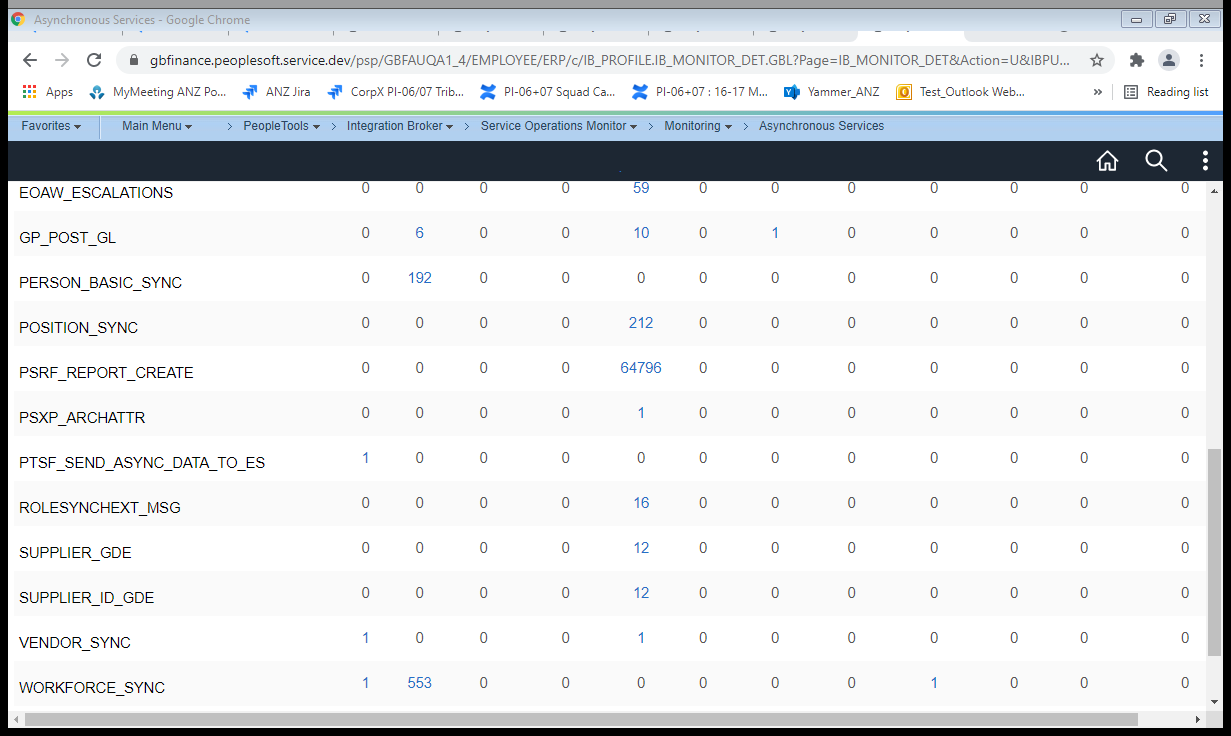 Asynchronous Services - Google Chrome
gbfinance.peoplesoft.service.dev/psp/GBFAUQA1_4/EMPLOYEE/ERP/c/IB_PROFILE.IB_MONITOR_DET.GBL?Page=IB_MONITOR_DET&Action=U&IBPU...
Apps MyMeeting ANZ Po... ANZ Jira CorpX PI-06/07 Trib... PI-06+07 Squad Ca... PI-06+07 : 16-17 M... Yammer_ANZ Test_Outlook Web... » Reading list
Favorites Main Menu > PeopleTools > Integration Broker > Service Operations Monitor > Monitoring > Asynchronous Services
EOAW_ESCALATIONS 0 0 0 0 59 0 0 0 0 0 0 0
GP_POST_GL 0 6 0 0 10 0 1 0 0 0 0 0
PERSON_BASIC_SYNC 0 192 0 0 0 0 0 0 0 0 0 0
POSITION_SYNC 0 0 0 0 212 0 0 0 0 0 0 0
PSRF_REPORT_CREATE 0 0 0 0 64796 0 0 0 0 0 0 0
PSXP_ARCHATTR 0 0 0 0 1 0 0 0 0 0 0 0
PTSF_SEND_ASYNC_DATA_TO_ES 1 0 0 0 0 0 0 0 0 0 0 0
ROLESYNCHEXT_MSG 0 0 0 0 16 0 0 0 0 0 0 0
SUPPLIER_GDE 0 0 0 0 12 0 0 0 0 0 0 0
SUPPLIER_ID_GDE 0 0 0 0 12 0 0 0 0 0 0 0
VENDOR_SYNC 1 0 0 0 1 0 0 0 0 0 0 0
WORKFORCE_SYNC 1 553 0 0 0 0 0 0 1 0 0 0